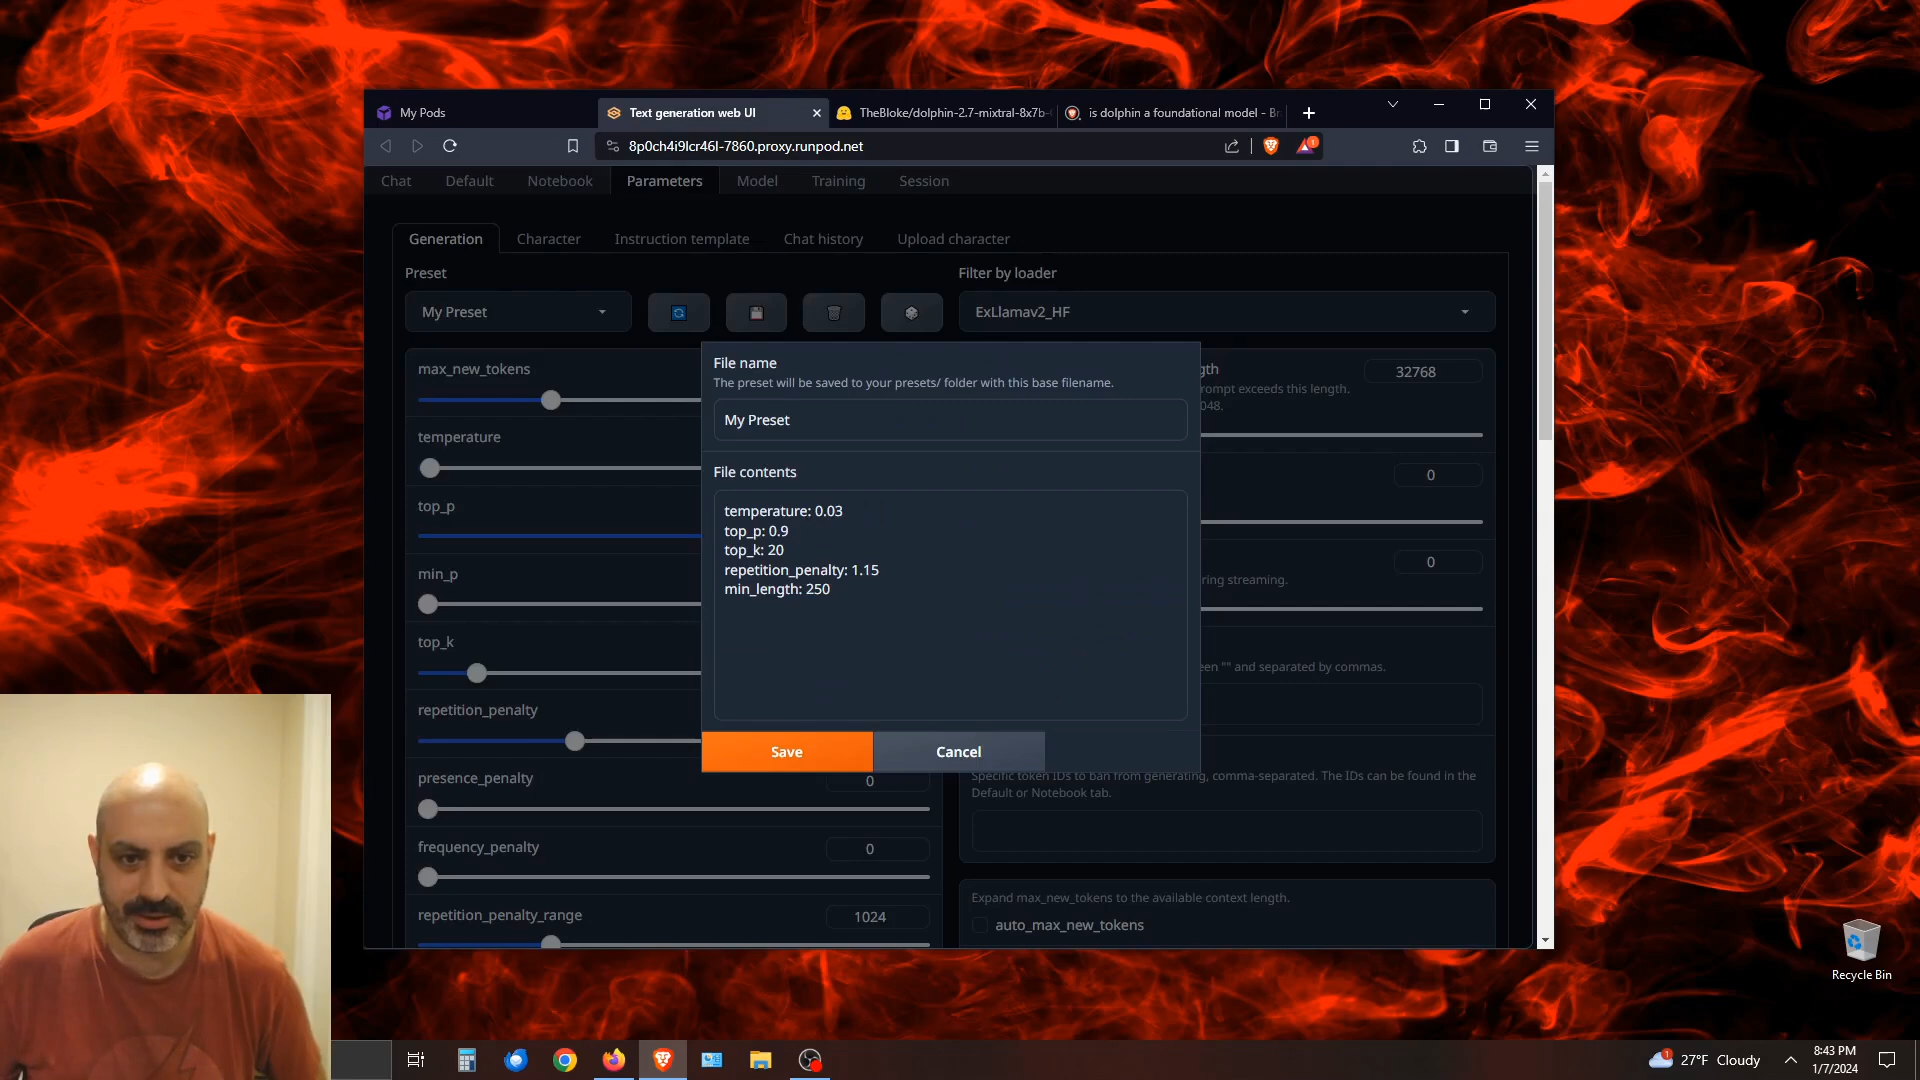 My Pods
Text generation web UI
TheBloke/dolphin-2.7-mixtral-8x7b-
is dolphin a foundational model - Br
8p0ch4i9lcr46l-7860.proxy.runpod.net
1
Chat
Default
Notebook
Parameters
Model
Training
Session
Generation
Character
Instruction template
Chat history
Upload character
Preset
Filter by loader
My Preset
ExLlamav2_HF
File name
The preset will be saved to your presets/ folder with this base filename.
My Preset
File contents
temperature: 0.03
top_p: 0.9
top_k: 20
repetition_penalty: 1.15
min_length: 250
Save
Cancel
max_new_tokens
temperature
top_p
min_p
top_k
repetition_penalty
presence_penalty
0
frequency_penalty
0
repetition_penalty_range
1024
gth
32768
rompt exceeds this length.
048.
0
0
ring streaming.
een "" and separated by commas.
Specific token IDs to ban from generating, comma-separated. The IDs can be found in the
Default or Notebook tab.
Expand max_new_tokens to the available context length.
auto_max_new_tokens
Recycle Bin
1
27°F Cloudy
8:43 PM
1/7/2024